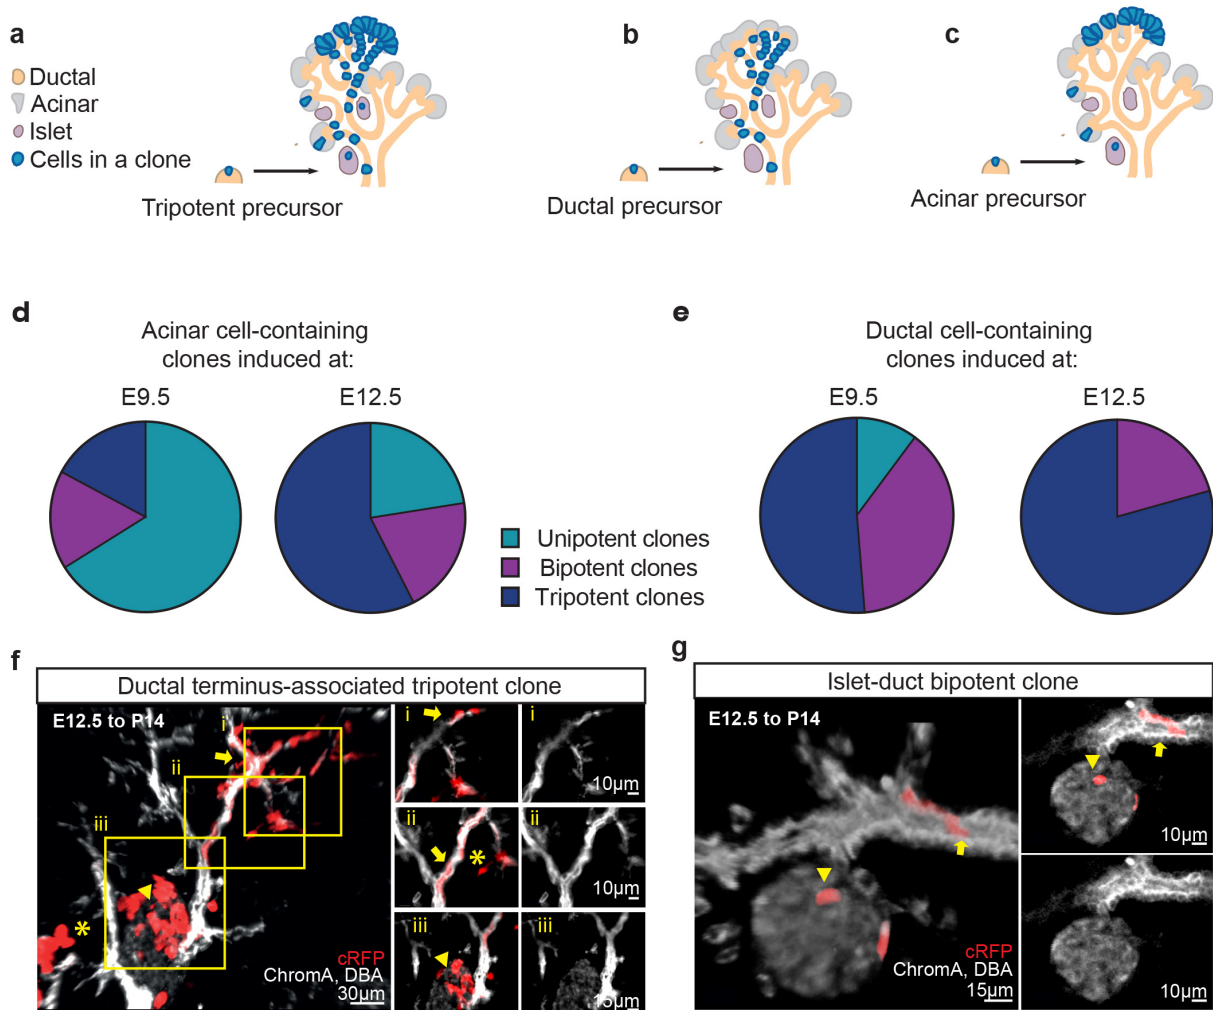 a
Ductal
Acinar
Islet
Cells in a clone
Tripotent precursor
b
Ductal precursor
c
Acinar precursor
d
Acinar cell-containing
clones induced at:
E9.5
E12.5
e
Ductal cell-containing
clones induced at:
E9.5
E12.5
Unipotent clones
Bipotent clones
Tripotent clones
f
Ductal terminus-associated tripotent clone
E12.5 to P14
i
ii
iii
*
cRFP
ChromA, DBA
30µm
i
i
10µm
ii
*
ii
10µm
iii
iii
15µm
g
Islet-duct bipotent clone
E12.5 to P14
cRFP
ChromA, DBA
15µm
10µm
10µm